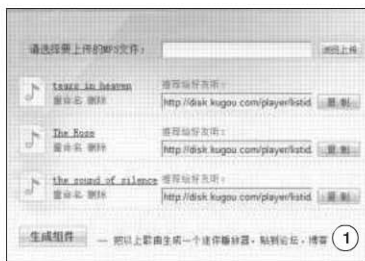 请选择要上传的MP3文件：
浏览上传
tears in heaven
推荐给好友听：
重命名 删除
http://disk.kugou.com/player/listid.
复制
The Rose
推荐给好友听：
重命名 删除
http://disk.kugou.com/player/listid.
复制
the sound of silence
推荐给好友听：
重命名 删除
http://disk.kugou.com/player/listid.
复制
生成组件
— 把以上歌曲生成一个迷你播放器，贴到论坛，博客
①